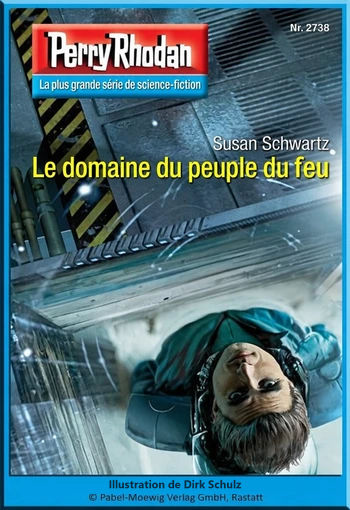 Nr. 2738
Perry Rhodan
La plus grande série de science-fiction
Susan Schwartz
Le domaine du peuple du feu
Illustration de Dirk Schulz
© Pabel-Moewig Verlag GmbH, Rastatt